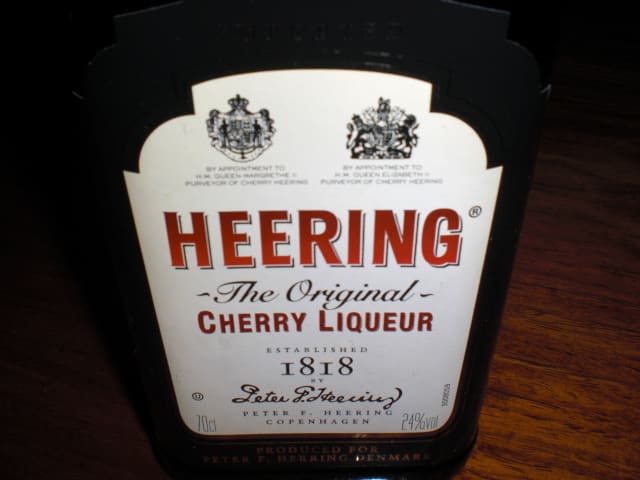 IMPORTED
BY APPOINTMENT TO
H.M. QUEEN MARGRETHE II
PURVEYOR OF CHERRY HEERING
BY APPOINTMENT TO
H.M. QUEEN ELIZABETH II
PURVEYOR OF CHERRY HEERING
HEERING®
~The Original~
CHERRY LIQUEUR
ESTABLISHED
1818
BY
Peter F. Heering
PETER F. HEERING
COPENHAGEN
70cl
24%vol
PRODUCED FOR
PETER F. HEERING DENMARK